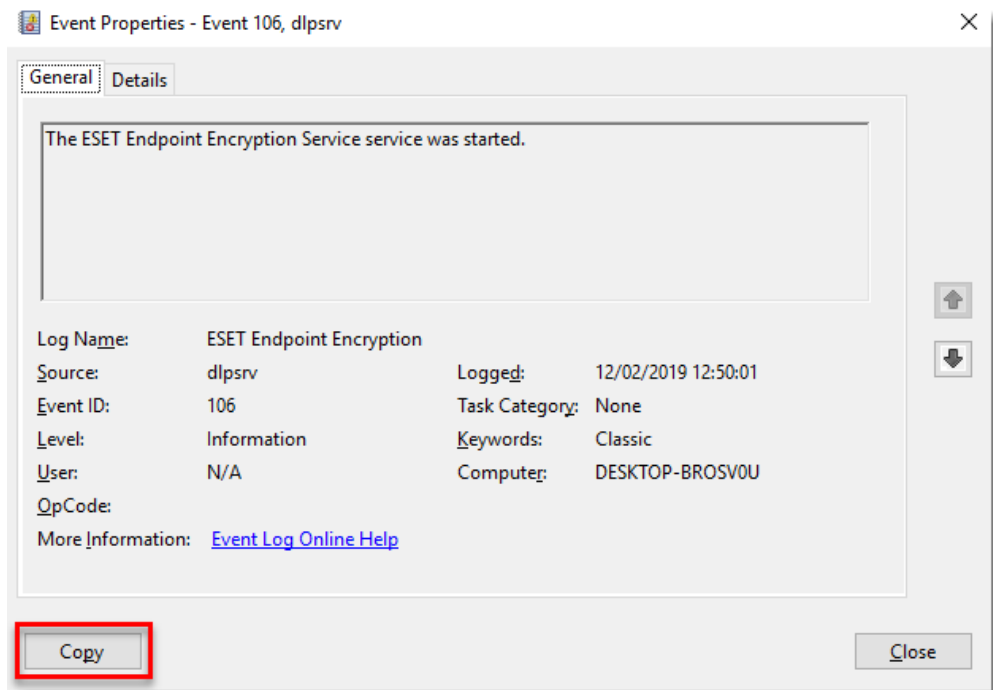 Event Properties - Event 106, dlpsrv
General Details
The ESET Endpoint Encryption Service service was started.
Log Name: ESET Endpoint Encryption
Source: dlpsrv Logged: 12/02/2019 12:50:01
Event ID: 106 Task Category: None
Level: Information Keywords: Classic
User: N/A Computer: DESKTOP-BROSV0U
OpCode:
More Information: Event Log Online Help
Copy Close